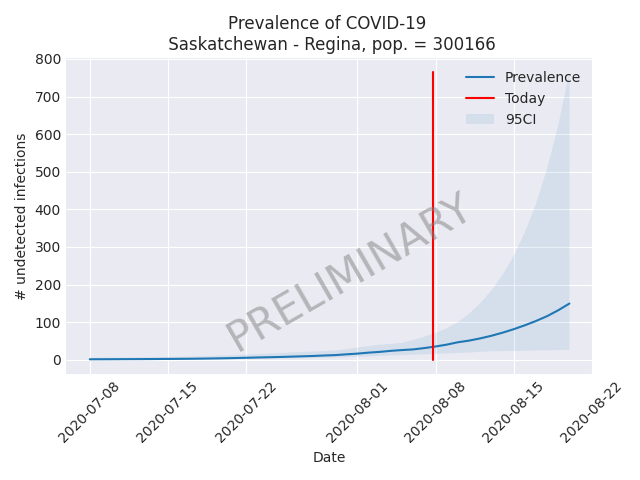 Prevalence of COVID-19
Saskatchewan - Regina, pop. = 300166
800
700
600
500
400
300
200
100
0
# undetected infections
Prevalence
Today
95CI
PRELIMINARY
2020-07-08
2020-07-15
2020-07-22
2020-08-01
2020-08-08
2020-08-15
2020-08-22
Date